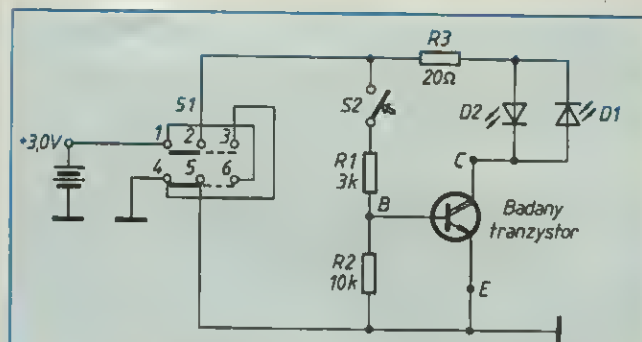 R3
20Ω
S1
S2
D2
D1
+3,0V
1 2 3
4 5 6
R1
3k
C
B
Badany
tranzystor
R2
10k
E